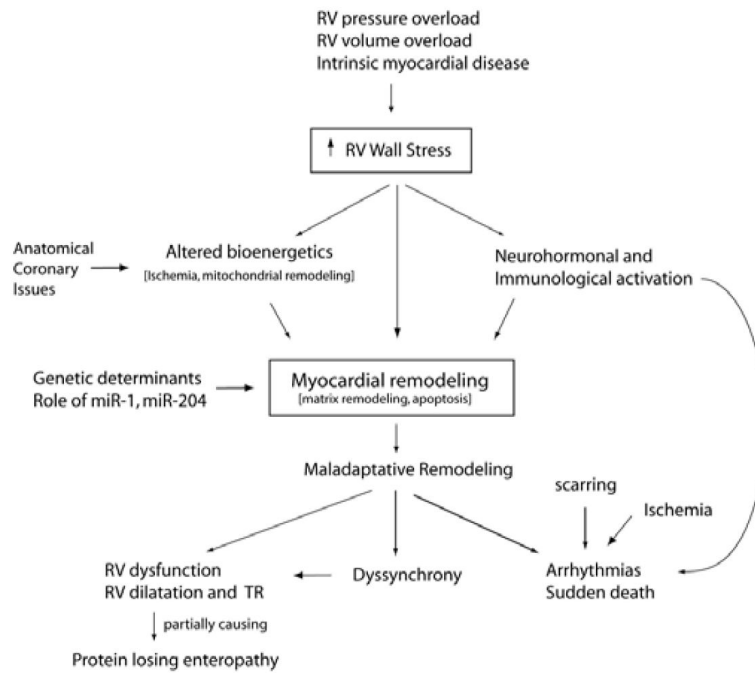 RV pressure overload
RV volume overload
Intrinsic myocardial disease
RV Wall Stress
Anatomical
Coronary
Issues
Altered bioenergetics
[Ischemia, mitochondrial remodeling]
Neurohormonal and
Immunological activation
Genetic determinants
Role of miR-1, miR-204
Myocardial remodeling
[matrix remodeling, apoptosis]
Maladaptative Remodeling
scarring
Ischemia
RV dysfunction
RV dilatation and TR
Dyssynchrony
Arrhythmias
Sudden death
partially causing
Protein losing enteropathy